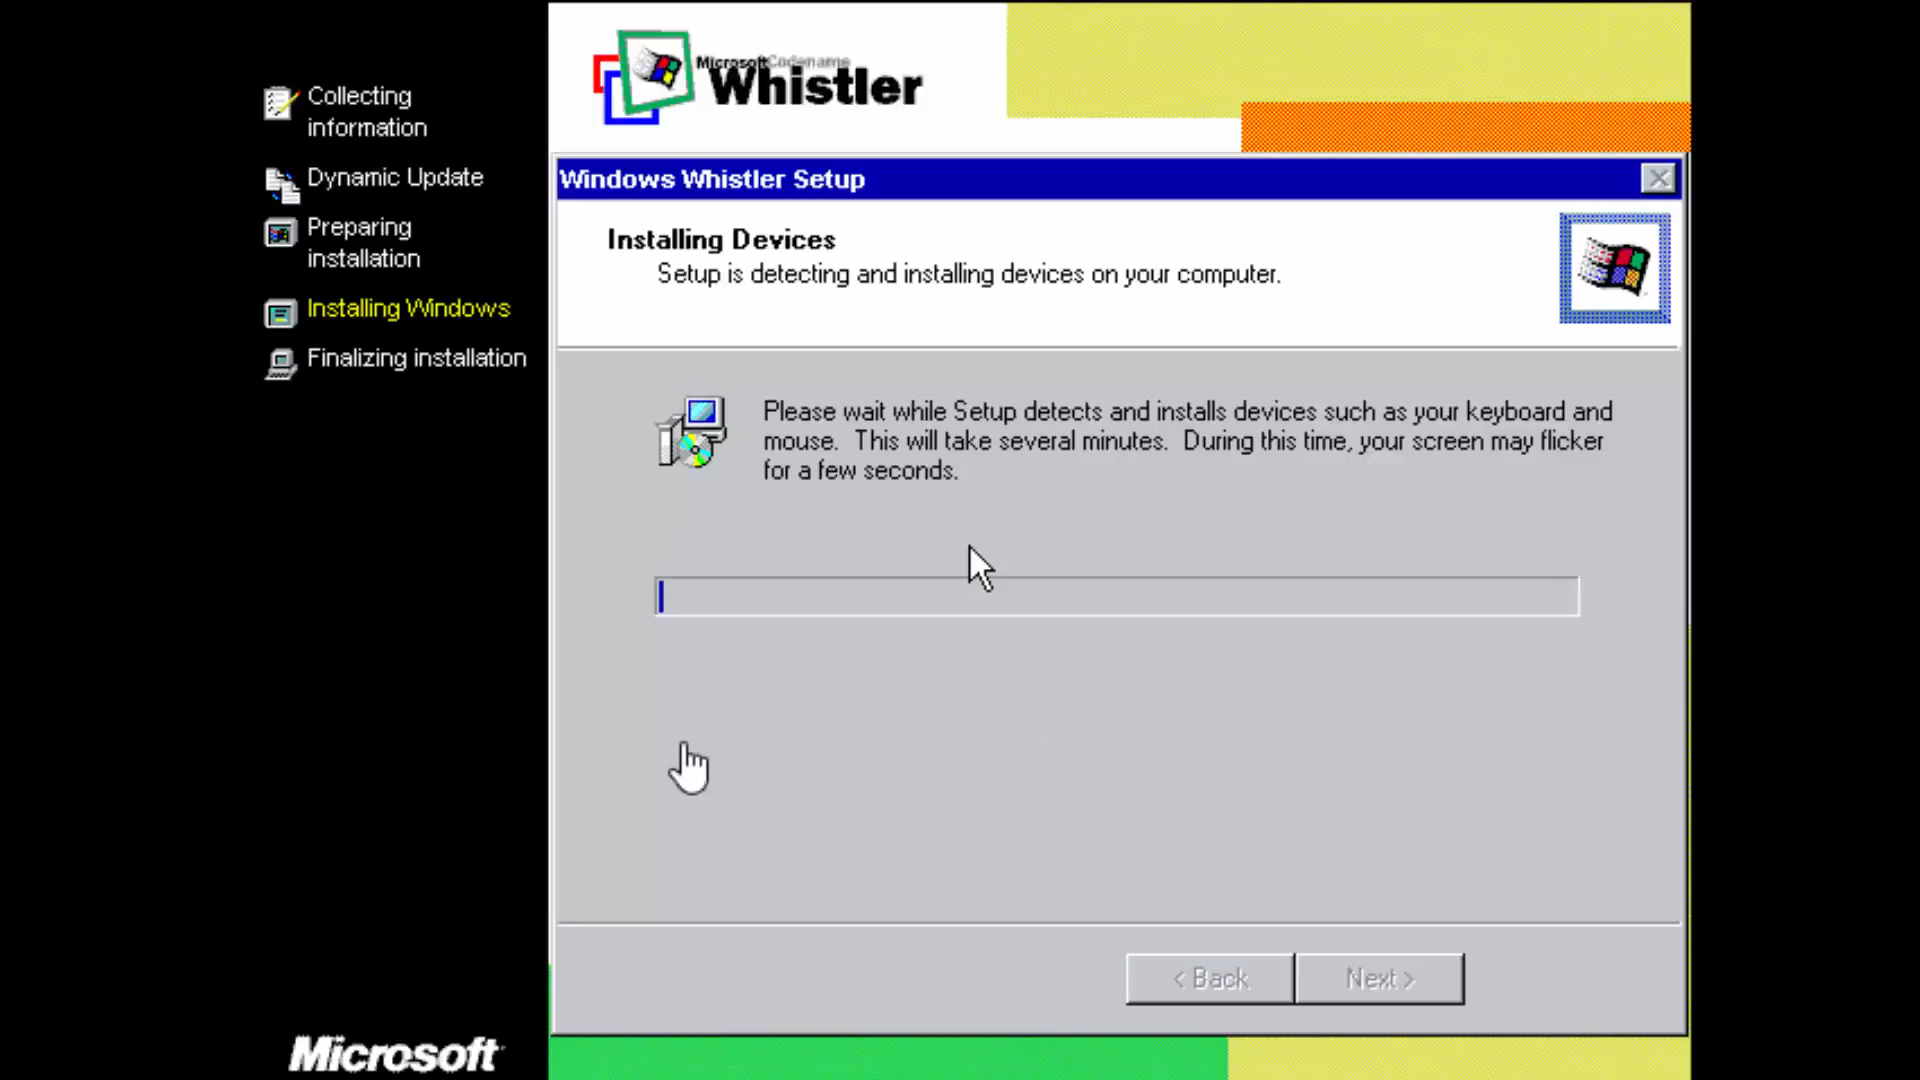 Collecting
information
Dynamic Update
Preparing
installation
Installing Windows
Finalizing installation
Microsoft
Microsoft Codename
Whistler
Windows Whistler Setup
Installing Devices
Setup is detecting and installing devices on your computer.
Please wait while Setup detects and installs devices such as your keyboard and
mouse.  This will take several minutes.  During this time, your screen may flicker
for a few seconds.
< Back
Next >